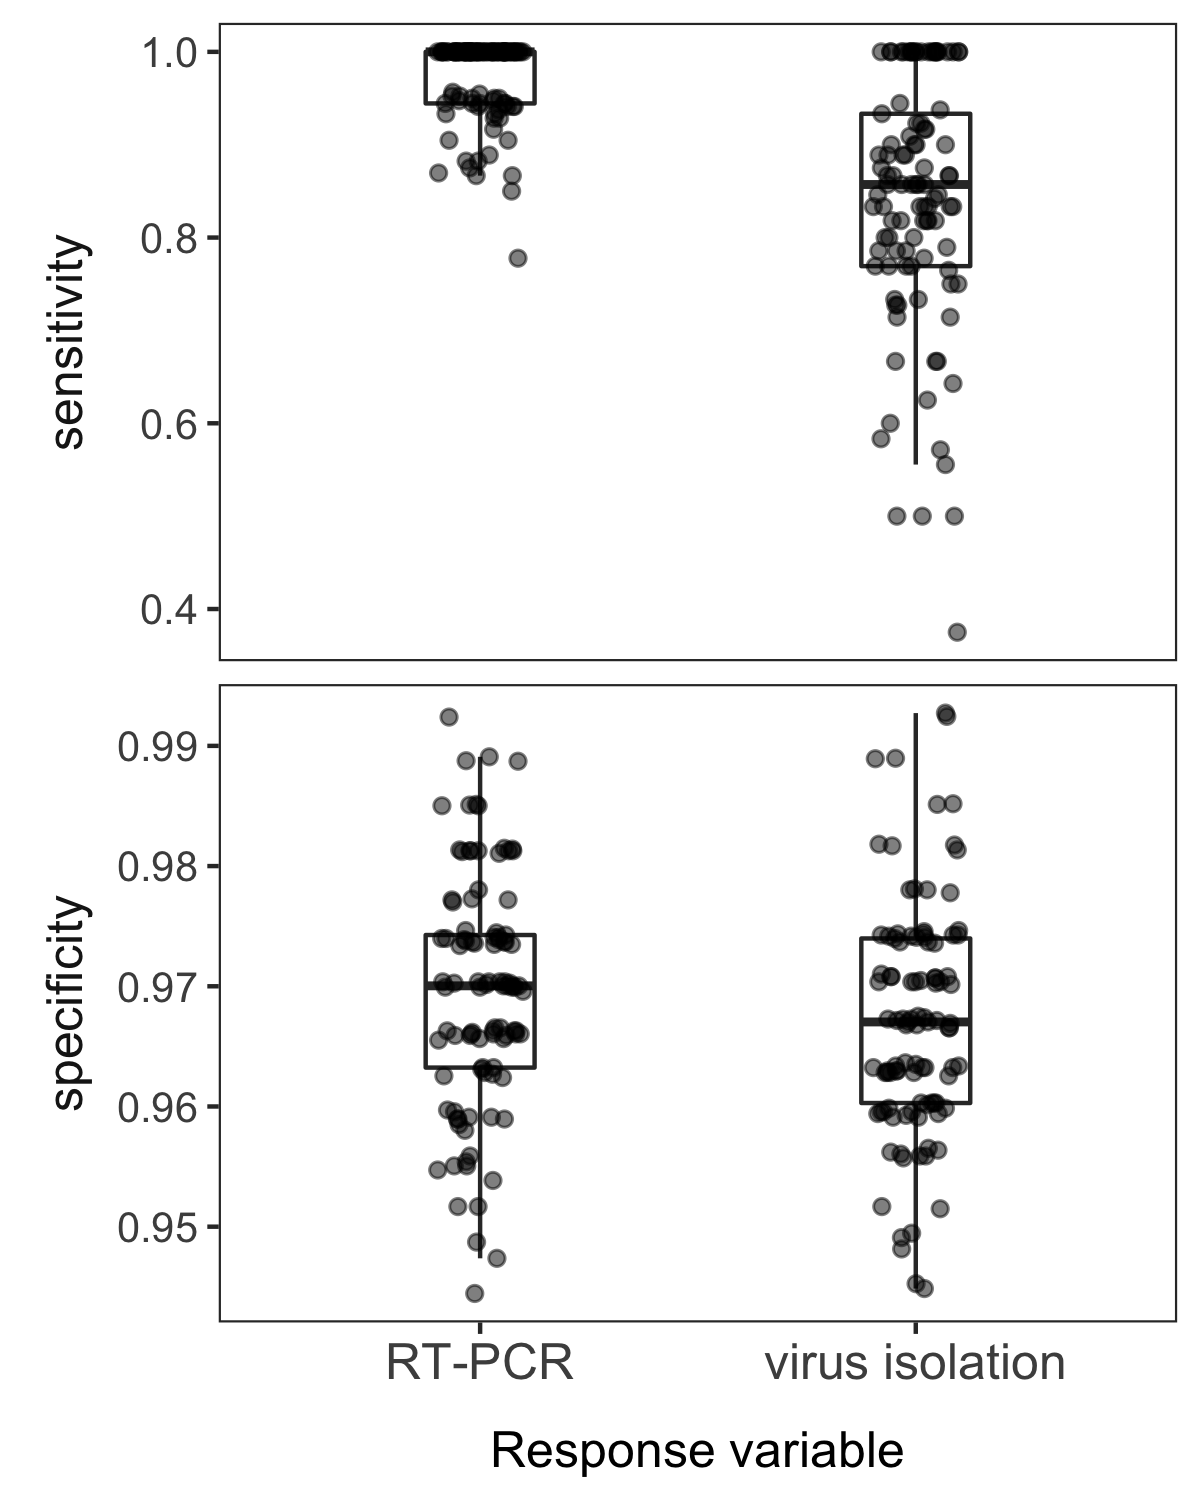 sensitivity
1.0
0.8
0.6
0.4
specificity
0.99
0.98
0.97
0.96
0.95
RT-PCR
virus isolation
Response variable